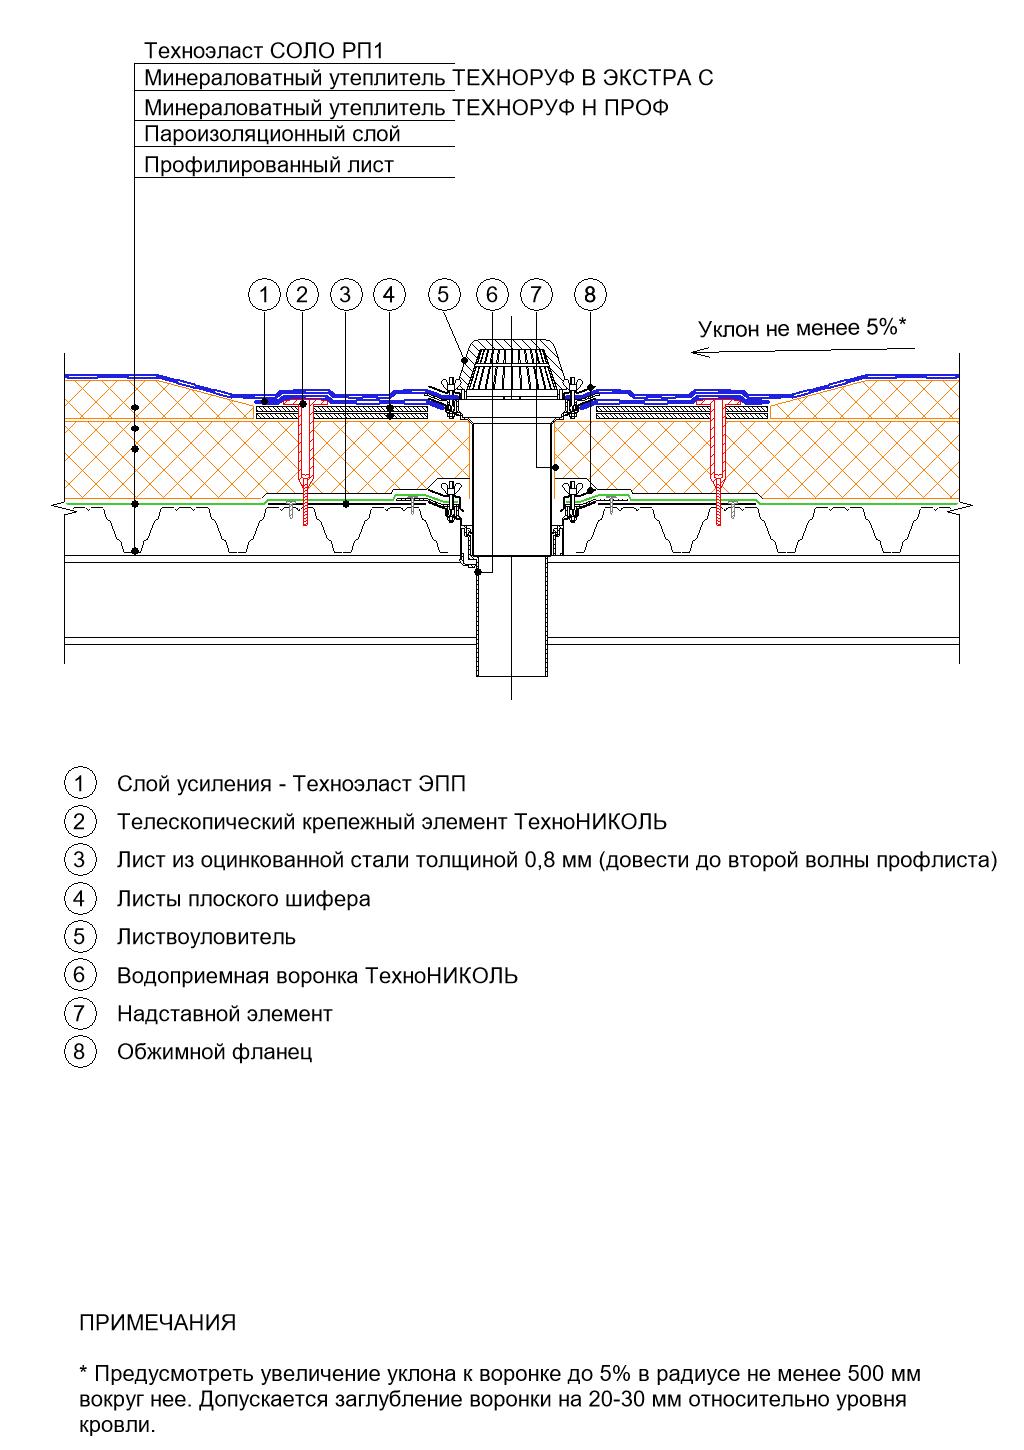 Техноэласт СОЛО РП1
Минераловатный утеплитель ТЕХНОРУФ В ЭКСТРА С
Минераловатный утеплитель ТЕХНОРУФ Н ПРОФ
Пароизоляционный слой
Профилированный лист
1 2 3 4 5 6 7 8
Уклон не менее 5%*
1 Слой усиления - Техноэласт ЭПП
2 Телескопический крепежный элемент ТехноНИКОЛЬ
3 Лист из оцинкованной стали толщиной 0,8 мм (довести до второй волны профлиста)
4 Листы плоского шифера
5 Листвоуловитель
6 Водоприемная воронка ТехноНИКОЛЬ
7 Надставной элемент
8 Обжимной фланец
ПРИМЕЧАНИЯ
* Предусмотреть увеличение уклона к воронке до 5% в радиусе не менее 500 мм
вокруг нее. Допускается заглубление воронки на 20-30 мм относительно уровня
кровли.